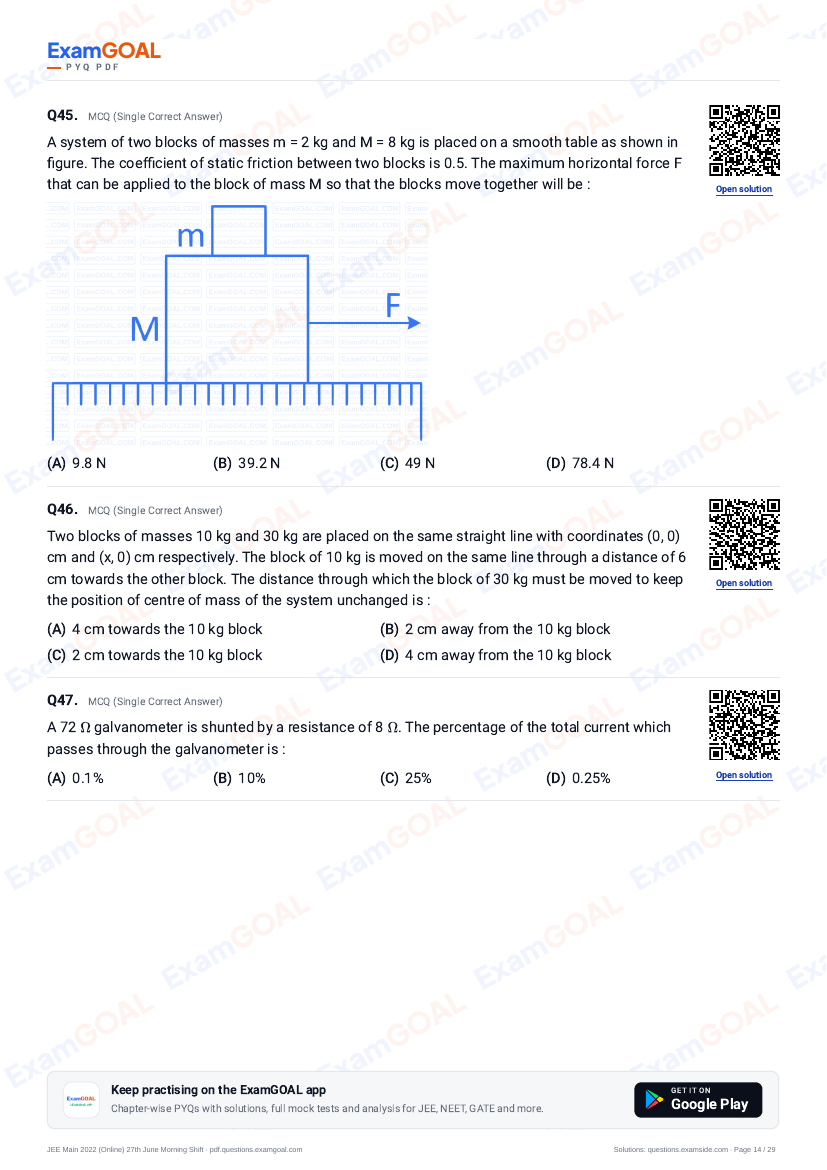 ExamGOAL
PYQ PDF
Q45. MCQ (Single Correct Answer)
A system of two blocks of masses m = 2 kg and M = 8 kg is placed on a smooth table as shown in
figure. The coefficient of static friction between two blocks is 0.5. The maximum horizontal force F
that can be applied to the block of mass M so that the blocks move together will be :
Open solution
m
M
F
(A) 9.8 N (B) 39.2 N (C) 49 N (D) 78.4 N
Q46. MCQ (Single Correct Answer)
Two blocks of masses 10 kg and 30 kg are placed on the same straight line with coordinates (0, 0)
cm and (x, 0) cm respectively. The block of 10 kg is moved on the same line through a distance of 6
cm towards the other block. The distance through which the block of 30 kg must be moved to keep
the position of centre of mass of the system unchanged is :
Open solution
(A) 4 cm towards the 10 kg block (B) 2 cm away from the 10 kg block
(C) 2 cm towards the 10 kg block (D) 4 cm away from the 10 kg block
Q47. MCQ (Single Correct Answer)
A 72 Ω galvanometer is shunted by a resistance of 8 Ω. The percentage of the total current which
passes through the galvanometer is :
Open solution
(A) 0.1% (B) 10% (C) 25% (D) 0.25%
ExamGOAL
Keep practising on the ExamGOAL app
Chapter-wise PYQs with solutions, full mock tests and analysis for JEE, NEET, GATE and more.
GET IT ON
Google Play
JEE Main 2022 (Online) 27th June Morning Shift · pdf.questions.examgoal.com
Solutions: questions.examside.com · Page 14 / 29